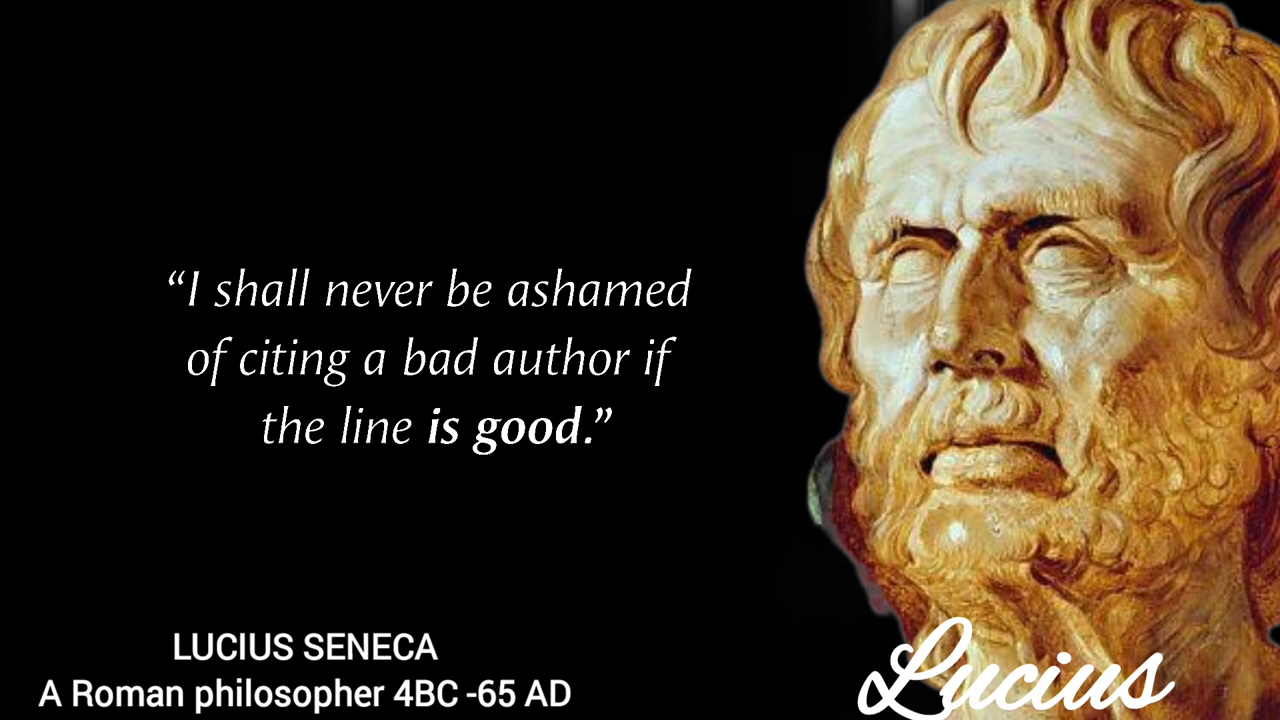 “I shall never be ashamed
of citing a bad author if
the line is good.”
LUCIUS SENECA
A Roman philosopher 4BC -65 AD
Lucius